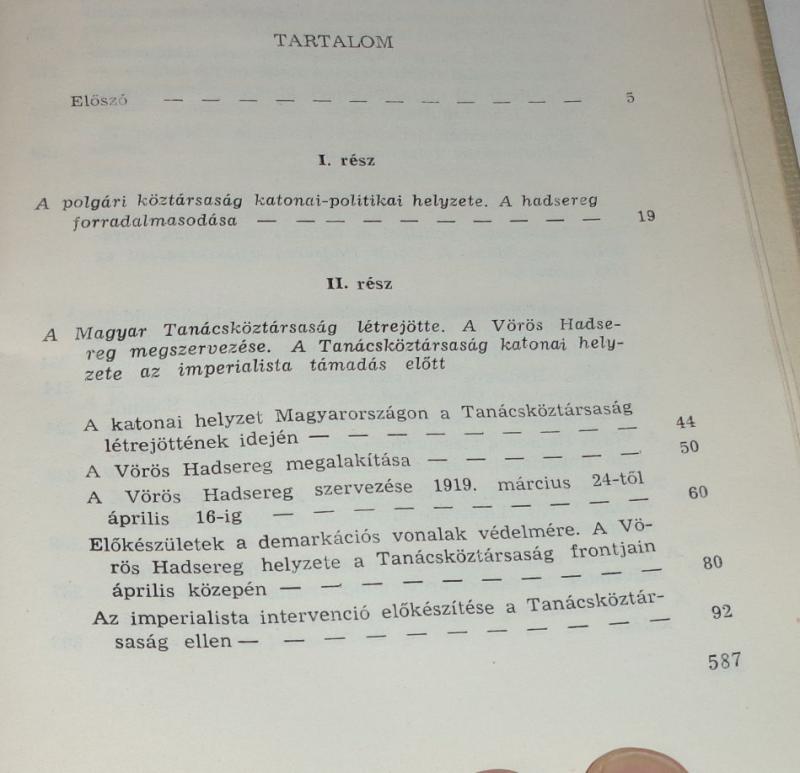 TARTALOM
Előszó — — — — — — — — — — — — 5
I. rész
A polgári köztársaság katonai-politikai helyzete. A hadsereg
forradalmasodása — — — — — — — — — — 19
II. rész
A Magyar Tanácsköztársaság létrejötte. A Vörös Hadse-
reg megszervezése. A Tanácsköztársaság katonai hely-
zete az imperialista támadás előtt
A katonai helyzet Magyarországon a Tanácsköztársaság
létrejöttének idején — — — — — — — — — 44
A Vörös Hadsereg megalakítása — — — — — — 50
A Vörös Hadsereg szervezése 1919. március 24-től
április 16-ig — — — — — — — — — — — 60
Előkészületek a demarkációs vonalak védelmére. A Vö-
rös Hadsereg helyzete a Tanácsköztársaság frontjain
április közepén — — — — — — — — — — 80
Az imperialista intervenció előkészítése a Tanácsköztár-
saság ellen — — — — — — — — — — — 92
587